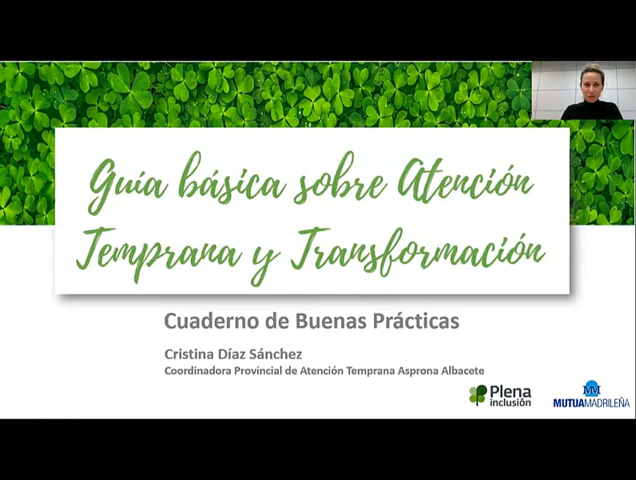 Guía básica sobre Atención
Temprana y Transformación
Cuaderno de Buenas Prácticas
Cristina Díaz Sánchez
Coordinadora Provincial de Atención Temprana Asprona Albacete
Plena
inclusión
MM
MUTUAMADRILEÑA